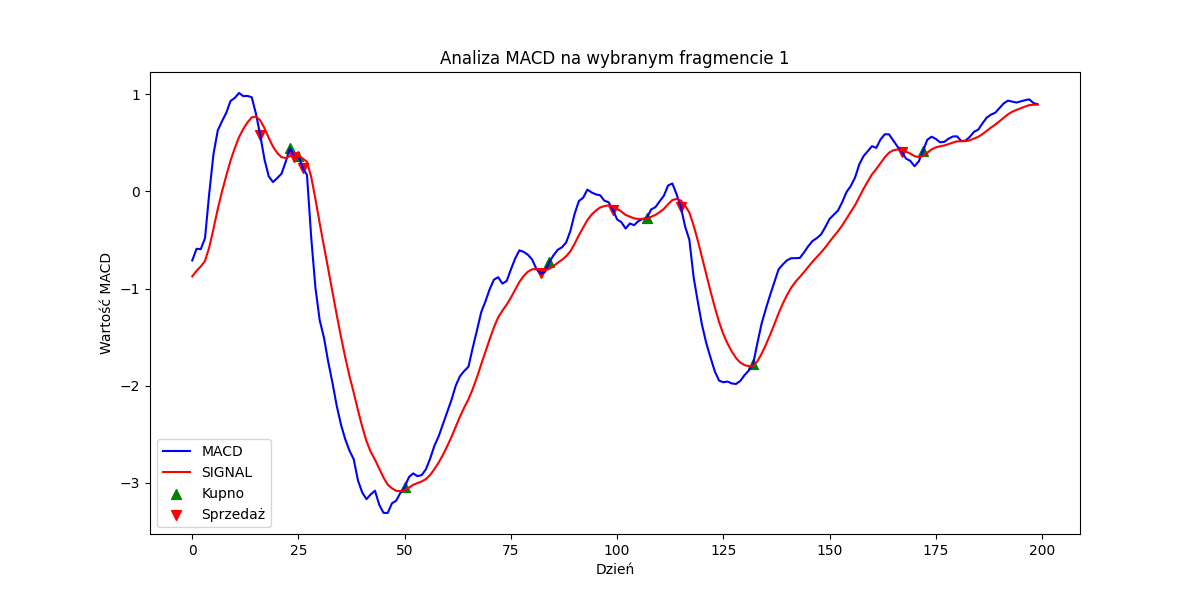 Analiza MACD na wybranym fragmencie 1
Wartość MACD
1
0
−1
−2
−3
MACD
SIGNAL
Kupno
Sprzedaż
0 25 50 75 100 125 150 175 200
Dzień